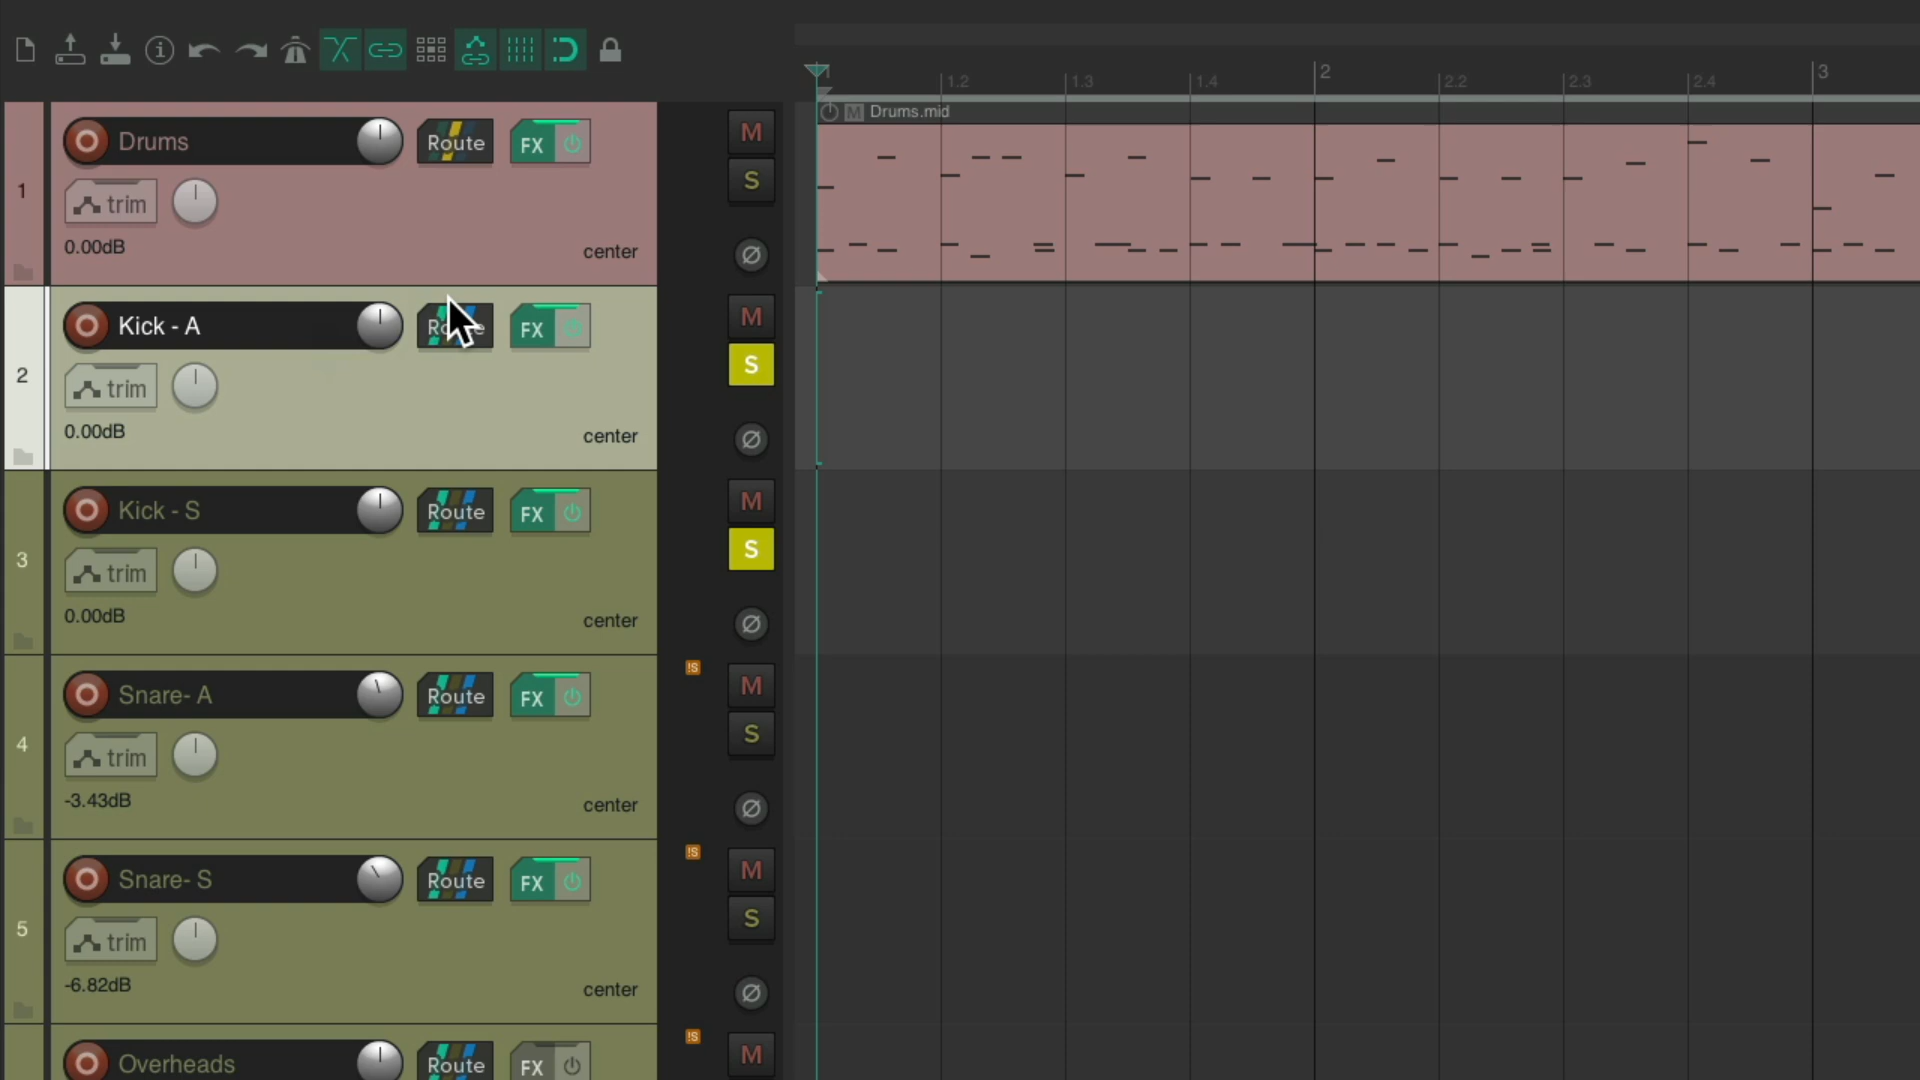 1 1.2 1.3 1.4 2 2.2 2.3 2.4 3
M Drums.mid
1 Drums Route FX M
S
trim
0.00dB center
2 Kick - A Route FX M
S
trim
0.00dB center
3 Kick - S Route FX M
S
trim
0.00dB center
!S
4 Snare- A Route FX M
S
trim
-3.43dB center
!S
5 Snare- S Route FX M
S
trim
-6.82dB center
!S
Overheads Route FX M